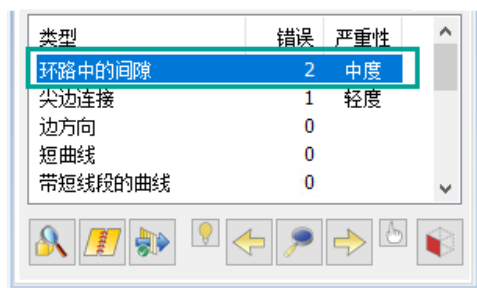 类型 错误 严重性
环路中的间隙 2 中度
尖边连接 1 轻度
边方向 0
短曲线 0
带短线段的曲线 0